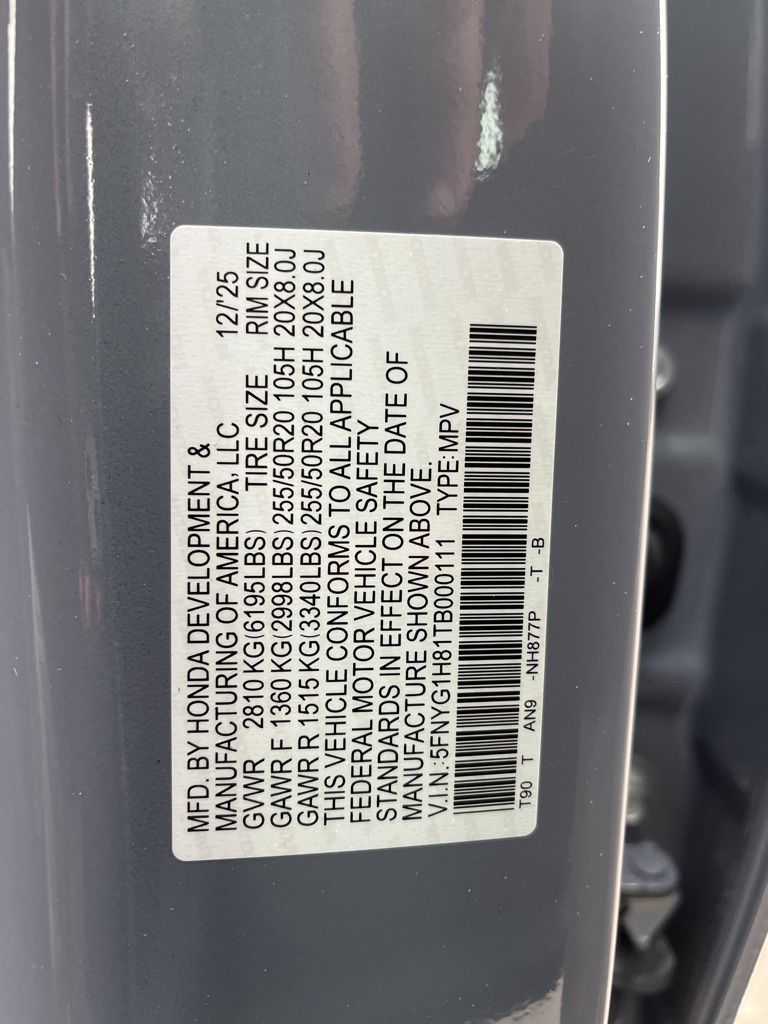 MFD. BY HONDA DEVELOPMENT &
MANUFACTURING OF AMERICA, LLC 12/'25
GVWR 2810 KG(6195LBS) TIRE SIZE RIM SIZE
GAWR F 1360 KG(2998LBS) 255/50R20 105H 20X8.0J
GAWR R 1515 KG(3340LBS) 255/50R20 105H 20X8.0J
THIS VEHICLE CONFORMS TO ALL APPLICABLE
FEDERAL MOTOR VEHICLE SAFETY
STANDARDS IN EFFECT ON THE DATE OF
MANUFACTURE SHOWN ABOVE.
V.I.N.:5FNYG1H81TB000111 TYPE:MPV
T90 T AN9 -NH877P -T -B